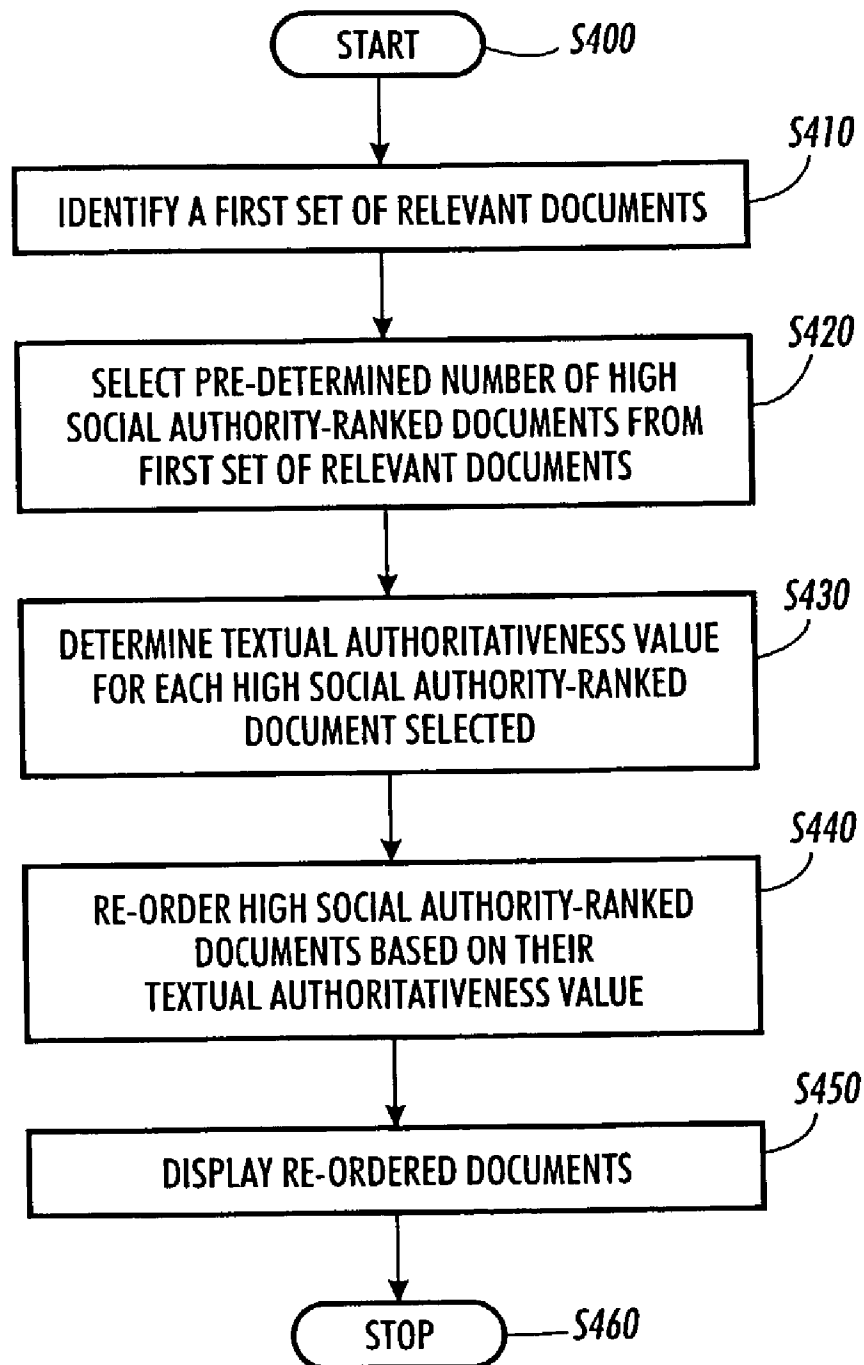 START
S400
S410
IDENTIFY A FIRST SET OF RELEVANT DOCUMENTS
S420
SELECT PRE-DETERMINED NUMBER OF HIGH
SOCIAL AUTHORITY-RANKED DOCUMENTS FROM
FIRST SET OF RELEVANT DOCUMENTS
S430
DETERMINE TEXTUAL AUTHORITATIVENESS VALUE
FOR EACH HIGH SOCIAL AUTHORITY-RANKED
DOCUMENT SELECTED
S440
RE-ORDER HIGH SOCIAL AUTHORITY-RANKED
DOCUMENTS BASED ON THEIR
TEXTUAL AUTHORITATIVENESS VALUE
S450
DISPLAY RE-ORDERED DOCUMENTS
STOP
S460